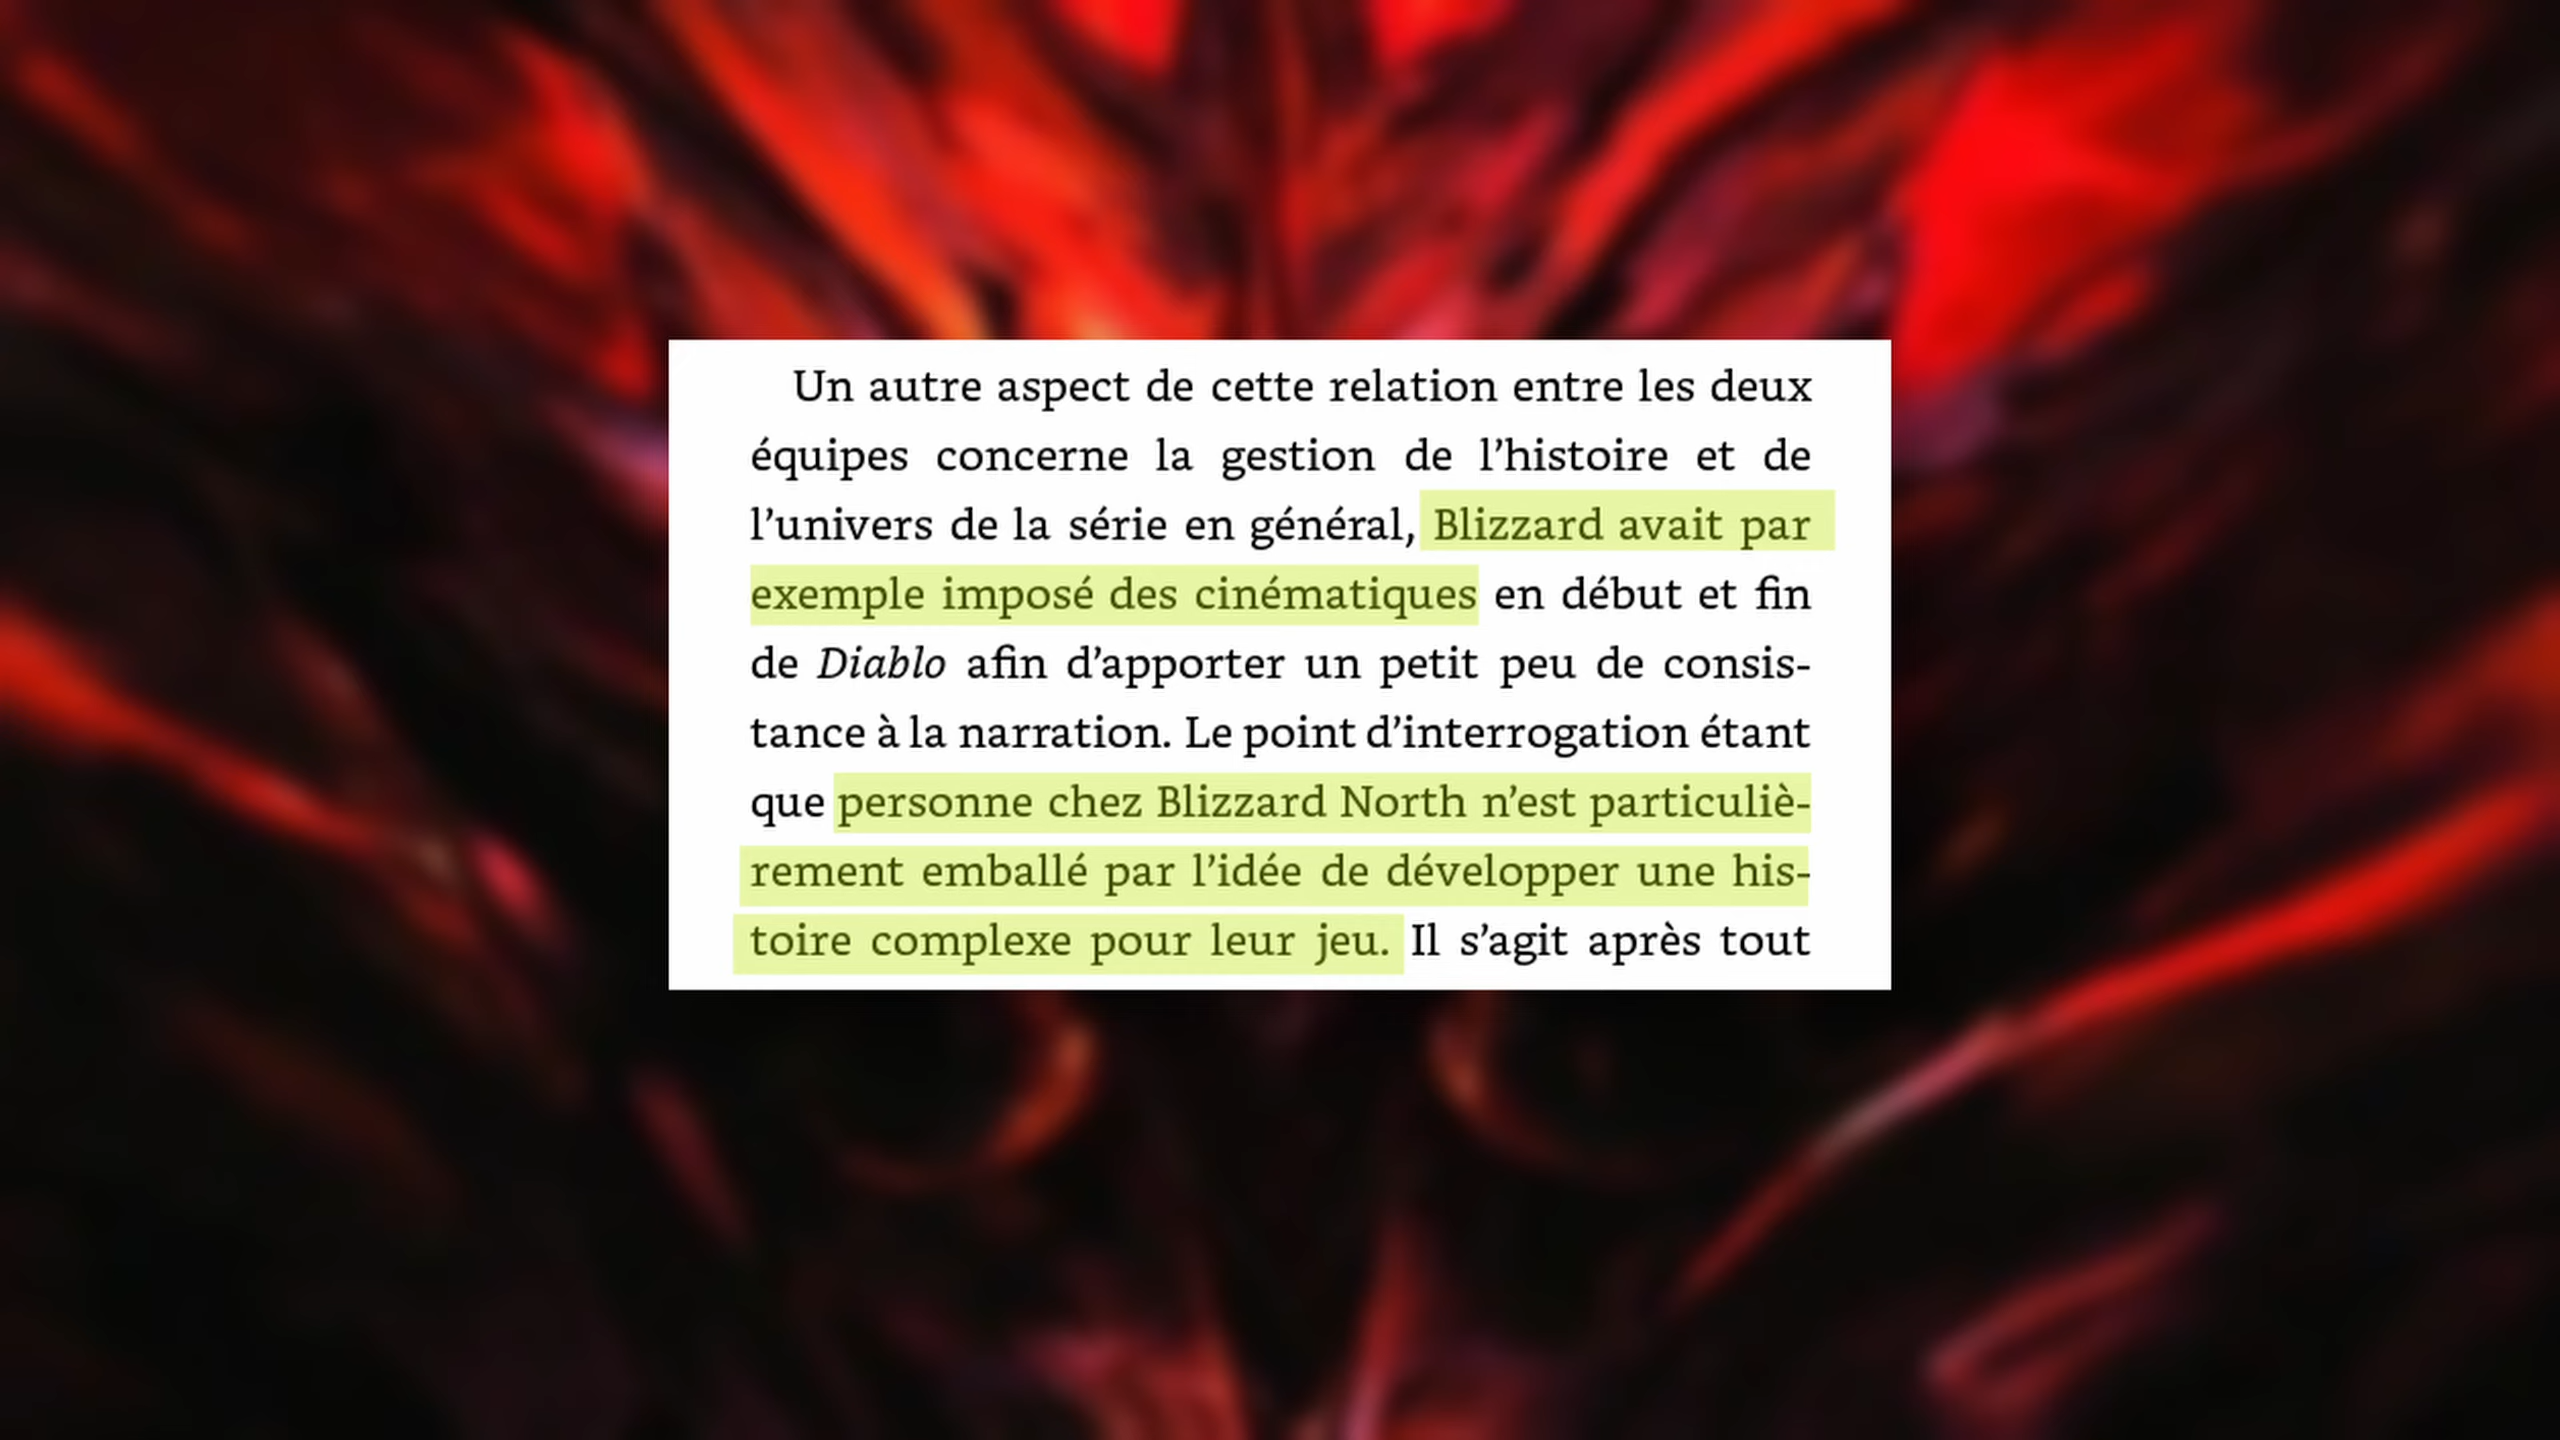 Un autre aspect de cette relation entre les deux
équipes concerne la gestion de l’histoire et de
l’univers de la série en général, Blizzard avait par
exemple imposé des cinématiques en début et fin
de Diablo afin d’apporter un petit peu de consis-
tance à la narration. Le point d’interrogation étant
que personne chez Blizzard North n’est particuliè-
rement emballé par l’idée de développer une his-
toire complexe pour leur jeu. Il s’agit après tout